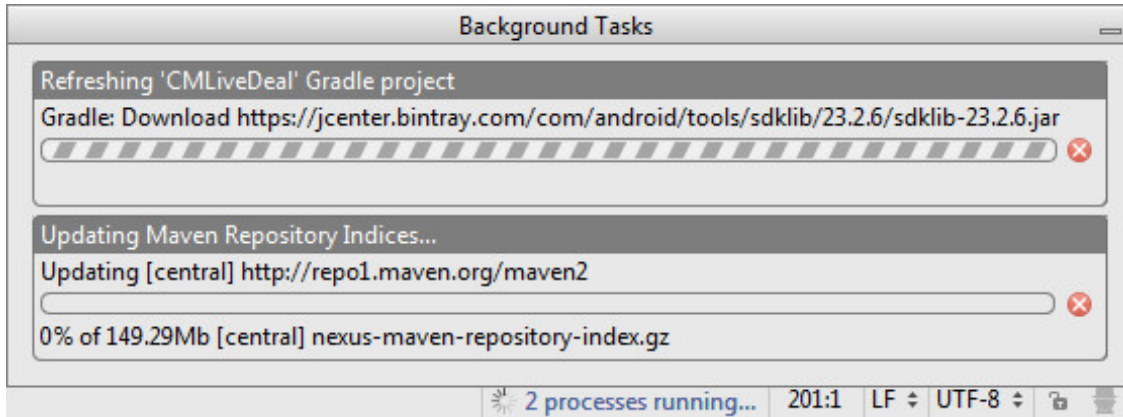 Background Tasks
Refreshing 'CMLiveDeal' Gradle project
Gradle: Download https://jcenter.bintray.com/com/android/tools/sdklib/23.2.6/sdklib-23.2.6.jar
Updating Maven Repository Indices...
Updating [central] http://repo1.maven.org/maven2
0% of 149.29Mb [central] nexus-maven-repository-index.gz
2 processes running... 201:1 LF UTF-8